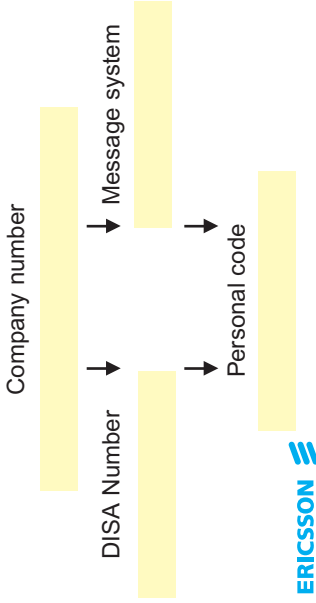 Company number
DISA Number
Message system
Personal code
ERICSSON